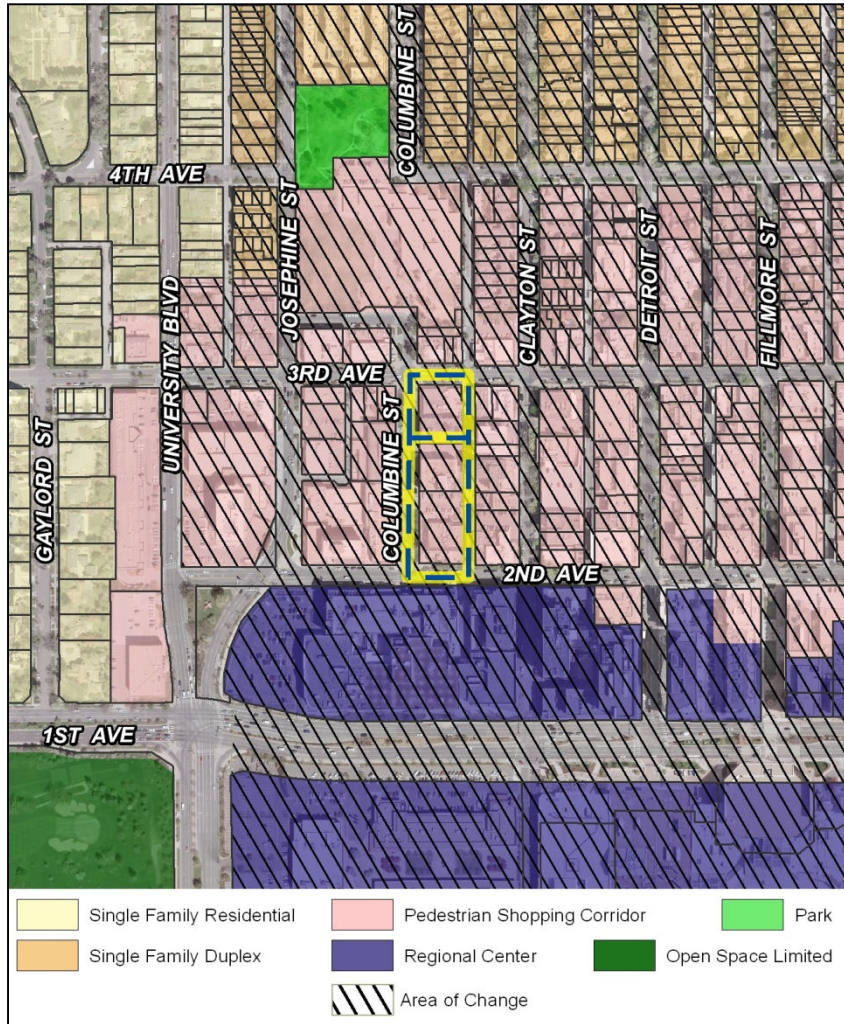 COLUMBINE ST
4TH AVE
JOSEPHINE ST
CLAYTON ST
DETROIT ST
FILLMORE ST
UNIVERSITY BLVD
3RD AVE
GAYLORD ST
COLUMBINE ST
2ND AVE
1ST AVE
Single Family Residential
Pedestrian Shopping Corridor
Park
Single Family Duplex
Regional Center
Open Space Limited
Area of Change